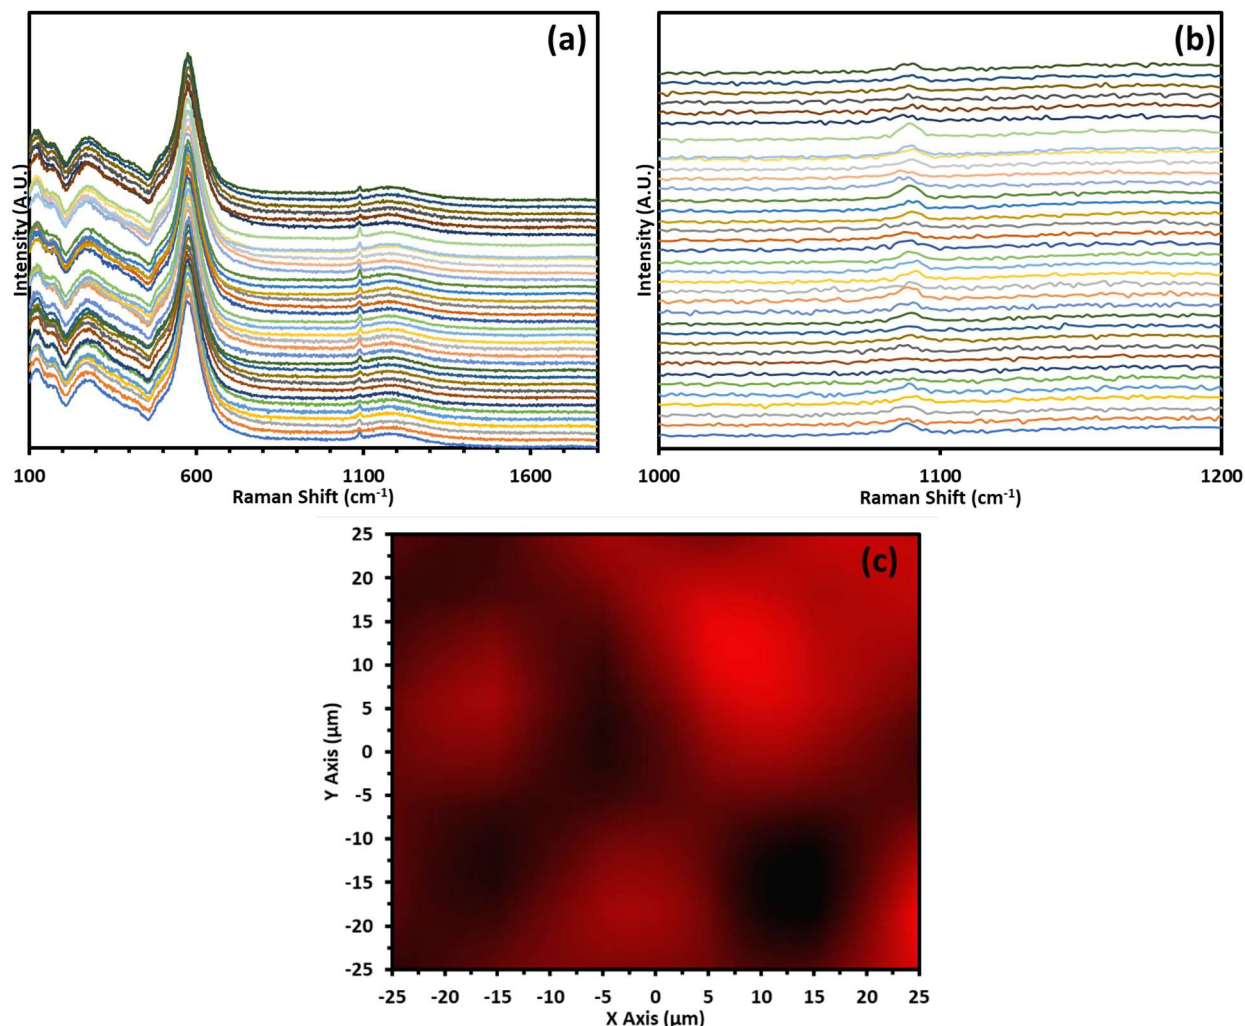 (a)
Intensity (A.U.)
100 600 1100 1600
Raman Shift (cm⁻¹)
(b)
Intensity (A.U.)
1000 1100 1200
Raman Shift (cm⁻¹)
(c)
25
20
15
10
5
0
-5
-10
-15
-20
-25
Y Axis (µm)
-25 -20 -15 -10 -5 0 5 10 15 20 25
X Axis (µm)